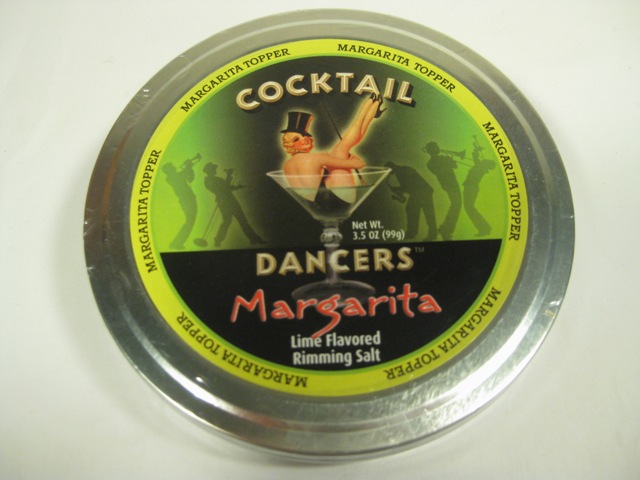 MARGARITA TOPPER
MARGARITA TOPPER
MARGARITA TOPPER
MARGARITA TOPPER
MARGARITA TOPPER
MARGARITA TOPPER
COCKTAIL
Net Wt.
3.5 OZ (99g)
DANCERS™
Margarita
Lime Flavored
Rimming Salt